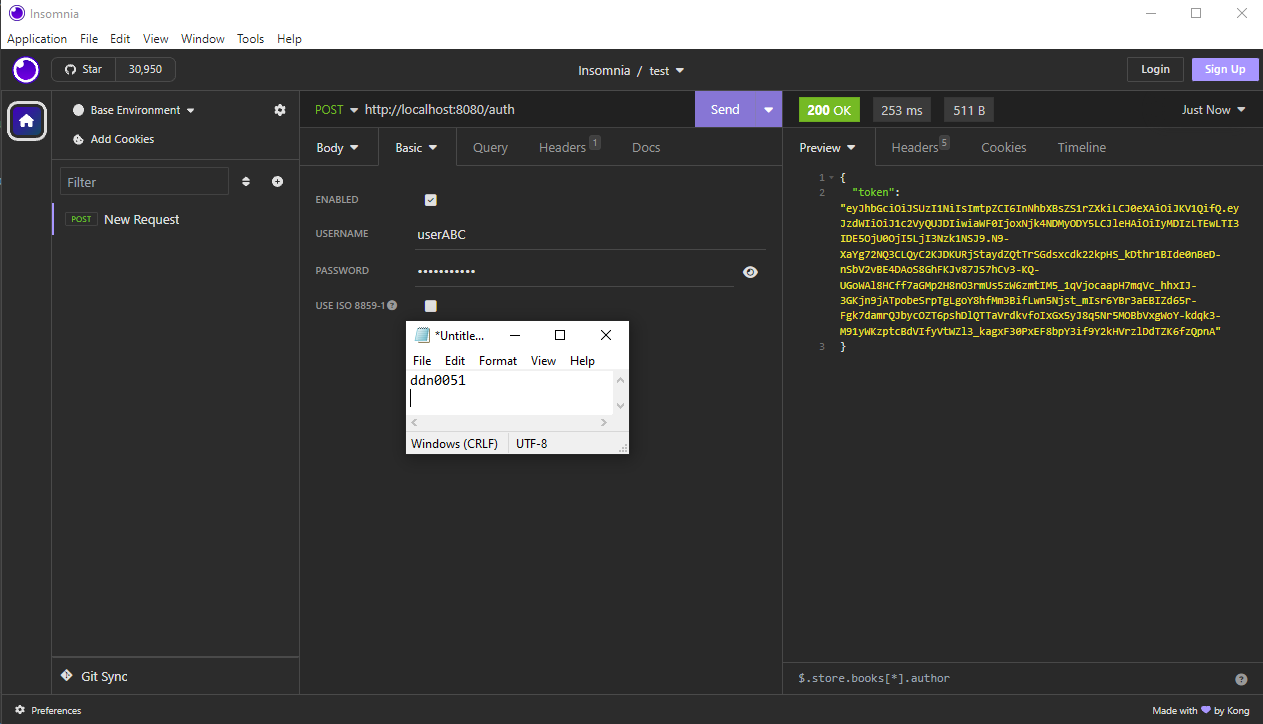 Insomnia
Application File Edit View Window Tools Help
Star 30,950
Insomnia / test
Login Sign Up
Base Environment
Add Cookies
Filter
POST New Request
Git Sync
Preferences
POST http://localhost:8080/auth Send
Body Basic Query Headers 1 Docs
ENABLED
USERNAME userABC
PASSWORD •••••••••••
USE ISO 8859-1
*Untitle...
File Edit Format View Help
ddn0051
Windows (CRLF) UTF-8
200 OK 253 ms 511 B Just Now
Preview Headers 5 Cookies Timeline
1 {
2 "token":
"eyJhbGciOiJSUzI1NiIsImtpZCI6InNhbXBsZS1rZXkiLCJ0eXAiOiJKV1QifQ.ey
JzdWIiOiJ1c2VyQUJDIiwiaWF0IjoxNjk4NDMyODY5LCJleHAiOiIyMDIzLTEwLTI3
IDE5OjU0OjI5LjI3Nzk1NSJ9.N9-
XaYg72NQ3CLQyC2KJDKURjStaydZQtTrSGdsxcdk22kpHS_kDthr1BIde0nBeD-
nSbV2vBE4DAoS8GhFKJv87JS7hCv3-KQ-
UGoWAl8HCff7aGMp2H8nO3rmUs5zW6zmtIM5_1qVjocaapH7mqVc_hhxIJ-
3GKjn9jATpobeSrpTgLgoY8hfMm3BifLwn5Njst_mIsr6YBr3aEBIZd65r-
Fgk7damrQJbycOZT6pshDlQTTaVrdkvfoIxGx5yJ8q5Nr5MOBbVxgWoY-kdqk3-
M91yWKzptcBdVIfyVtWZl3_kagxF30PxEF8bpY3if9Y2kHVrzlDdTZK6fzQpnA"
3 }
$.store.books[*].author
Made with by Kong